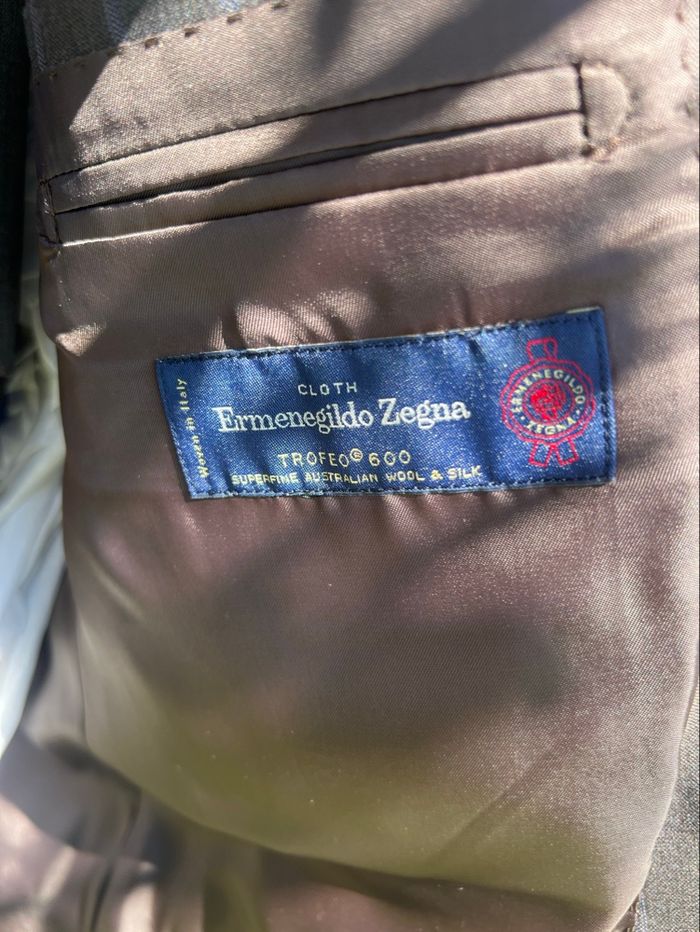 Woven in Italy
CLOTH
Ermenegildo Zegna
TROFEO® 600
SUPERFINE AUSTRALIAN WOOL & SILK
ERMENEGILDO
ZEGNA